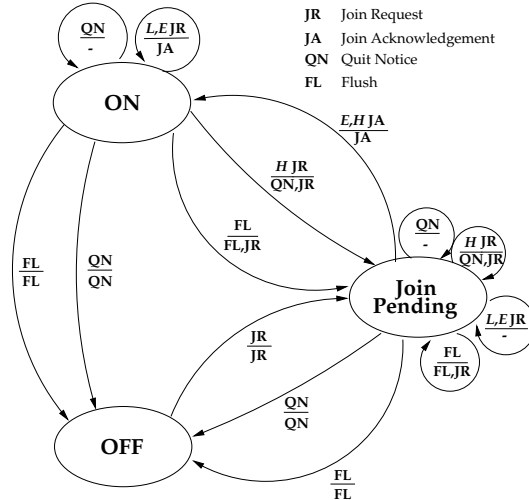 JR Join Request
JA Join Acknowledgement
QN Quit Notice
FL Flush
QN
-
L,E JR
JA
ON
E,H JA
JA
H JR
QN,JR
FL
FL,JR
QN
-
H JR
QN,JR
FL
FL
QN
QN
Join
Pending
L,E JR
-
JR
JR
FL
FL,JR
QN
QN
OFF
FL
FL